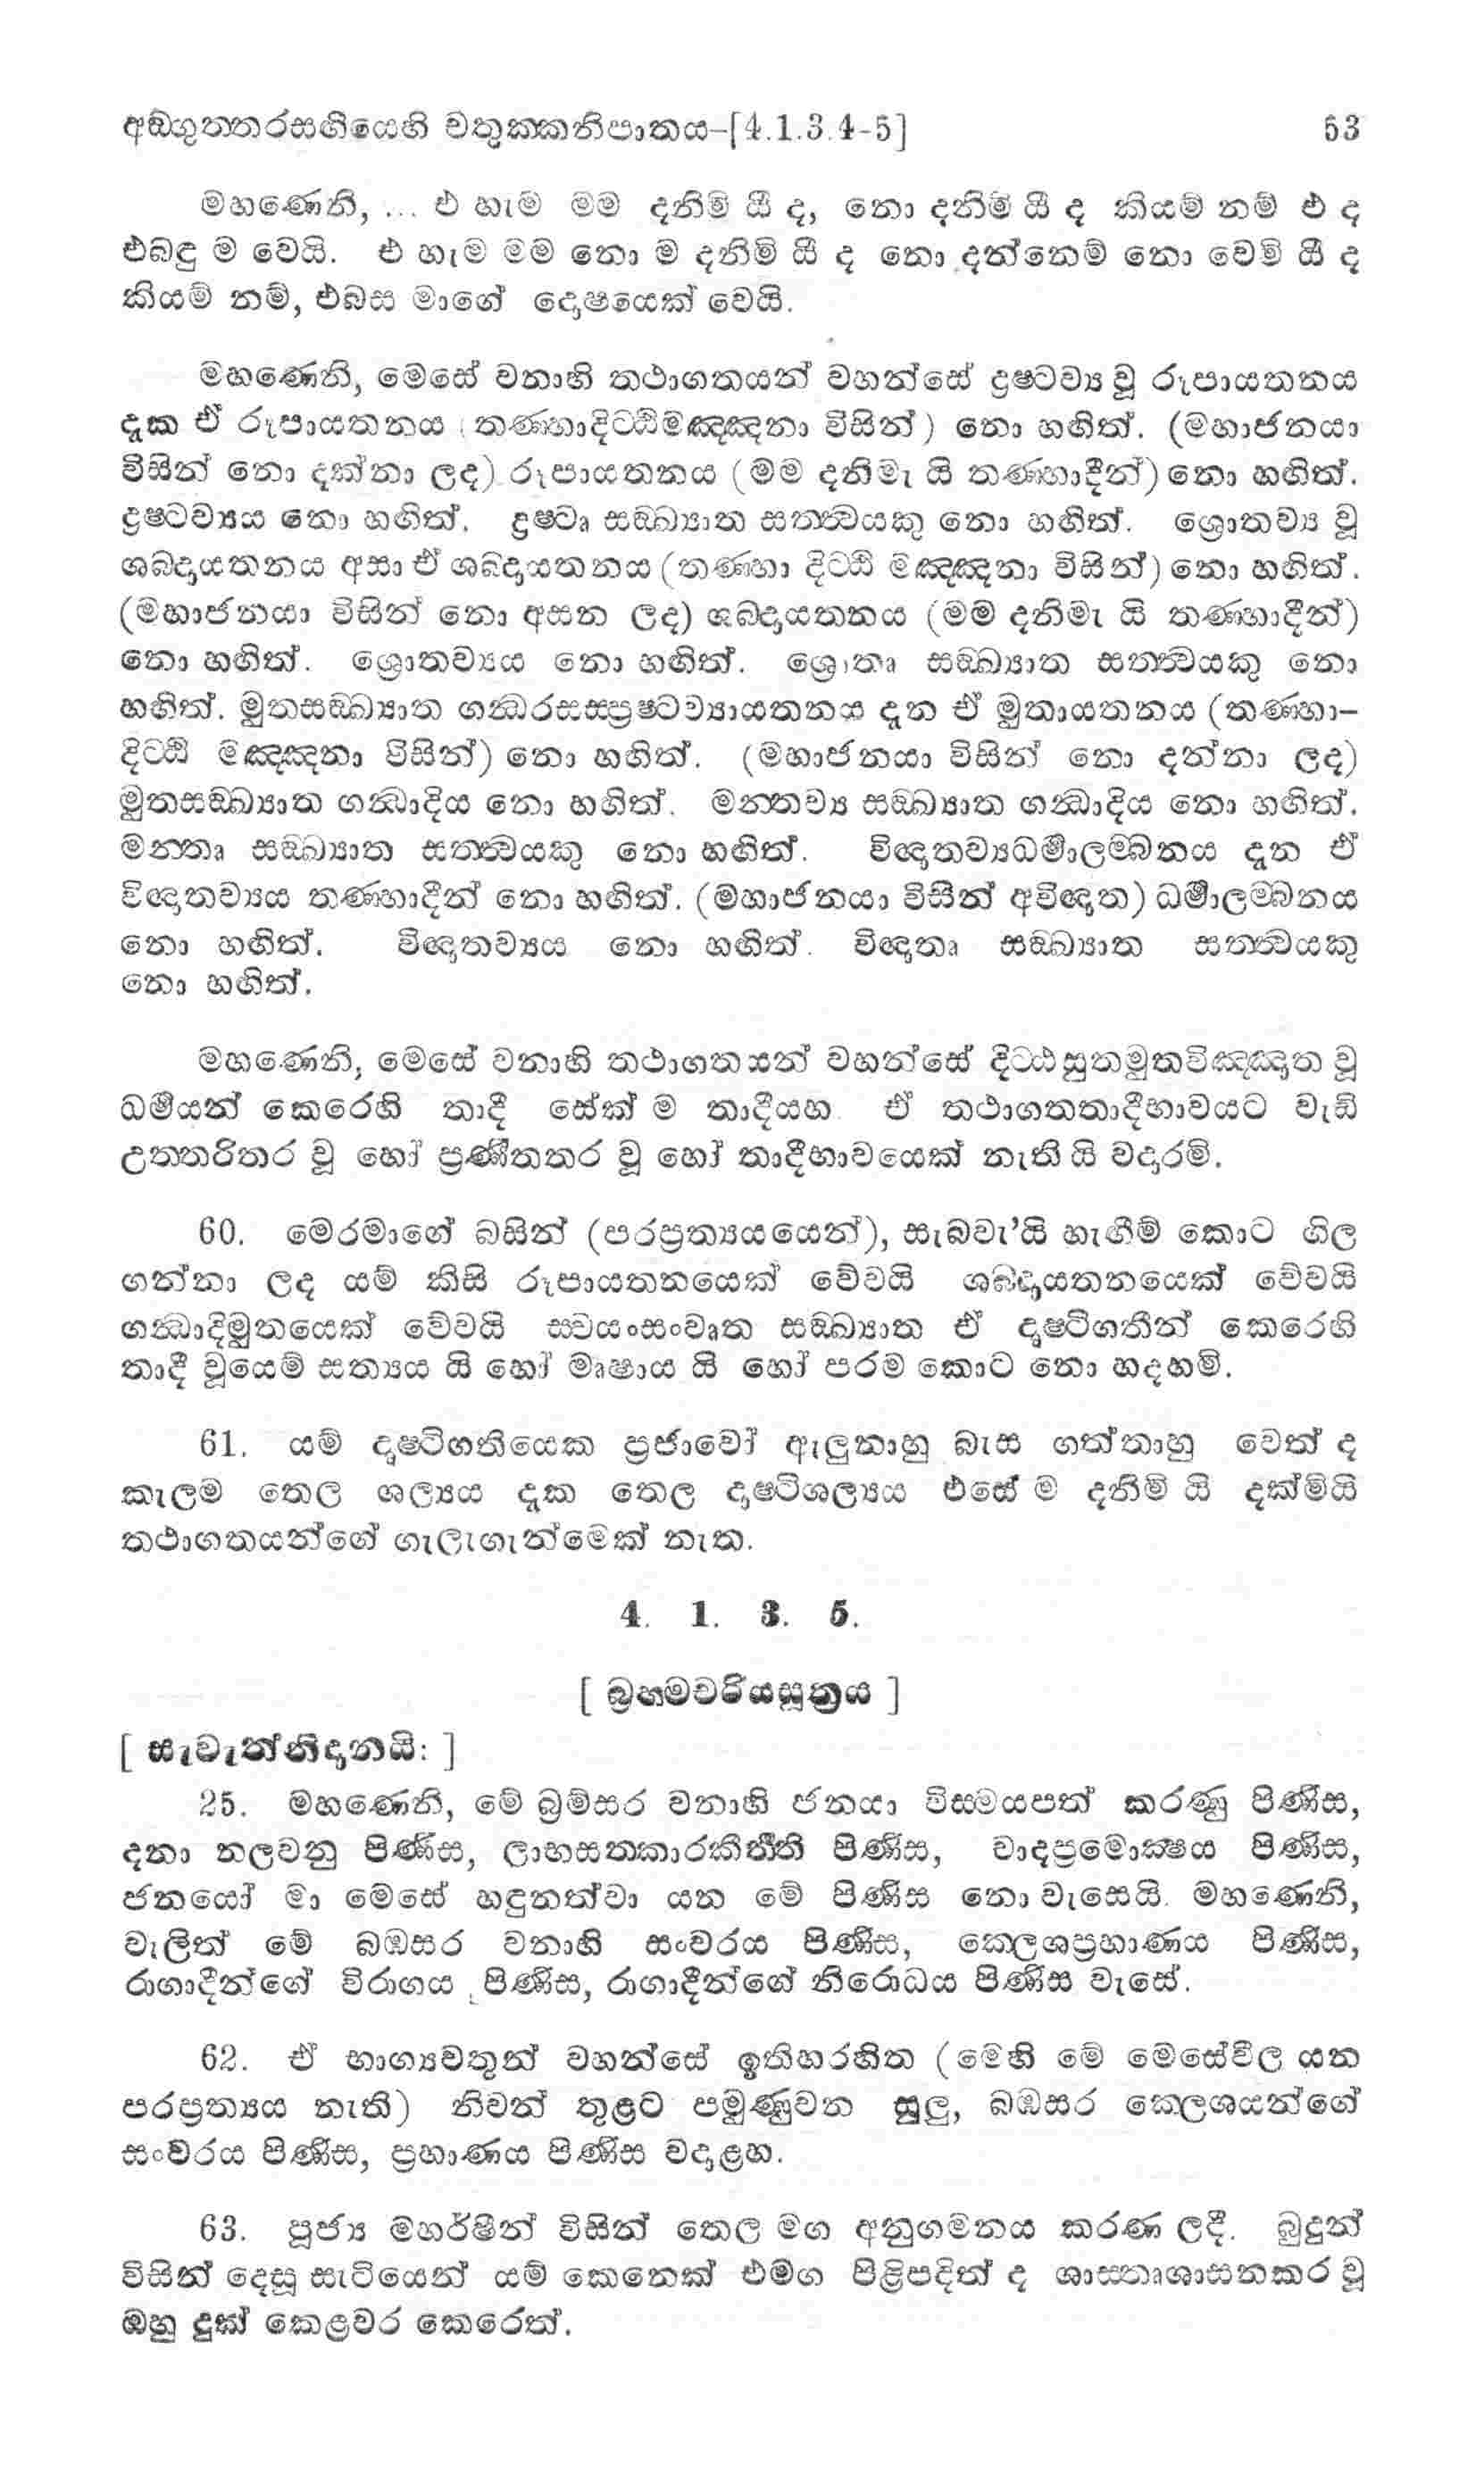 අඞගුත්තරසඟියෙහි චතුක්කනිපාතය–[4.1.3.4-5] 53
මහණෙනි, ... එ හැම මම දනිමි යී ද, නො දනිමි යී ද කියම් නම් එ ද
එබඳු ම වෙයි. එ හැම මම නො ම දනිමි යී ද නො දන්නෙම් නො වෙමි යී ද
කියම් නම්, එබස මාගේ දොෂයෙක් වෙයි.
මහණෙනි, මෙසේ වනාහි තථාගතයන් වහන්සේ ද්‍රෂ්ටව්‍ය වූ රූපායතනය
දැක ඒ රූපායතනය (තණ්හාදිට්ඨිමඤ්ඤනා විසින්) නො හඟිත්. (මහාජනයා
විසින් නො දක්නා ලද) රූපායතනය (මම දනිමැ යි තණ්හාදීන්) නො හඟිත්.
ද්‍රෂ්ටව්‍යය නො හඟිත්. ද්‍රෂ්ටෘ සඞ්ඛ්‍යාත සත්ත්වයකු නො හඟිත්. ශ්‍රොතව්‍ය වූ
ශබ්දායතනය අසා ඒ ශබ්දායතනය (තණ්හා දිට්ඨි මඤ්ඤනා විසින්) නො හඟිත්.
(මහාජනයා විසින් නො අසන ලද) ශබ්දායතනය (මම දනිමැ යි තණ්හාදීන්)
නො හඟිත්. ශ්‍රොතව්‍යය නො හඟිත්. ශ්‍රොතෘ සඞ්ඛ්‍යාත සත්ත්වයකු නො
හඟිත්. මුතසඞ්ඛ්‍යාත ගන්ධරසස්ප්‍රෂ්ටව්‍යායතනය දැන ඒ මුතායතනය (තණ්හා–
දිට්ඨි මඤ්ඤනා විසින්) නො හඟිත්. (මහාජනයා විසින් නො දන්නා ලද)
මුතසඞ්ඛ්‍යාත ගන්ධාදිය නො හඟිත්. මන්තව්‍ය සඞ්ඛ්‍යාත ගන්ධාදිය නො හඟිත්.
මන්තෘ සඞ්ඛ්‍යාත සත්ත්වයකු නො හඟිත්. විඥාතව්‍යධර්‍මාලම්බනය දැන ඒ
විඥාතව්‍යය තණ්හාදීන් නො හඟිත්. (මහාජනයා විසින් අවිඥාත) ධර්‍මාලම්බනය
නො හඟිත්. විඥාතව්‍යය නො හඟිත්. විඥාතෘ සඞ්ඛ්‍යාත සත්ත්වයකු
නො හඟිත්.
මහණෙනි, මෙසේ වනාහි තථාගතයන් වහන්සේ දිට්ඨසුතමුතවිඤ්ඤාත වූ
ධර්‍මයන් කෙරෙහි තාදී සේක් ම තාදීයහ. ඒ තථාගතතාදීභාවයට වැඩි
උත්තරිතර වූ හෝ ප්‍රණීතතර වූ හෝ තාදීභාවයෙක් නැති යි වදාරමි.
60. මෙරමාගේ බසින් (පරප්‍රත්‍යයයෙන්), සැබවැ’යි හැඟීම් කොට ගිල
ගන්නා ලද යම් කිසි රූපායතනයෙක් වේවයි ශබ්දායතනයෙක් වේවයි
ගන්ධාදිමුතයෙක් වේවයි ස්වයංසංවෘත සඞ්ඛ්‍යාත ඒ දෘෂ්ටිගතීන් කෙරෙහි
තාදී වූයෙම් සත්‍යය යි හෝ මෘෂාය යි හෝ පරම කොට නො හදහමි.
61. යම් දෘෂ්ටිගතියෙක ප්‍රජාවෝ ඇලුනාහු බැස ගත්තාහු වෙත් ද
කැලම තෙල ශල්‍යය දැක තෙල දෘෂ්ටිශල්‍යය එසේ ම දනිමි යි දක්මියි
තථාගතයන්ගේ ගැලැගැන්මෙක් නැත.
4. 1. 3. 5.
[ බ්‍රහ්මචරියසූත්‍රය ]
[ සැවැත්නිදානයි: ]
25. මහණෙනි, මේ බ්‍රම්සර වනාහි ජනයා විස්මයපත් කරණු පිණිස,
දනා නලවනු පිණිස, ලාභසත්කාරකීර්‍තිනි පිණිස, වාදප්‍රමොක්‍ෂය පිණිස,
ජනයෝ මා මෙසේ හඳුනත්වා යන මේ පිණිස නො වැසෙයි. මහණෙනි,
වැලිත් මේ බඹසර වනාහි සංවරය පිණිස, ක්ලෙශප්‍රහාණය පිණිස,
රාගාදීන්ගේ විරාගය පිණිස, රාගාදීන්ගේ නිරොධය පිණිස වැසේ.
62. ඒ භාග්‍යවතුන් වහන්සේ ඉතිහරහිත (මෙහි මේ මෙසේවීල යන
පරප්‍රත්‍යය නැති) නිවන් තුළට පමුණුවන සුලු, බඹසර ක්ලෙශයන්ගේ
සංවරය පිණිස, ප්‍රහාණය පිණිස වදාළහ.
63. පූජ්‍ය මහර්ෂීන් විසින් තෙල මග අනුගමනය කරණ ලදී. බුදුන්
විසින් දෙසූ සැටියෙන් යම් කෙනෙක් එමග පිළිපදිත් ද ශාස්තෘශාසනකර වූ
ඔහු දුක් කෙළවර කෙරෙත්.